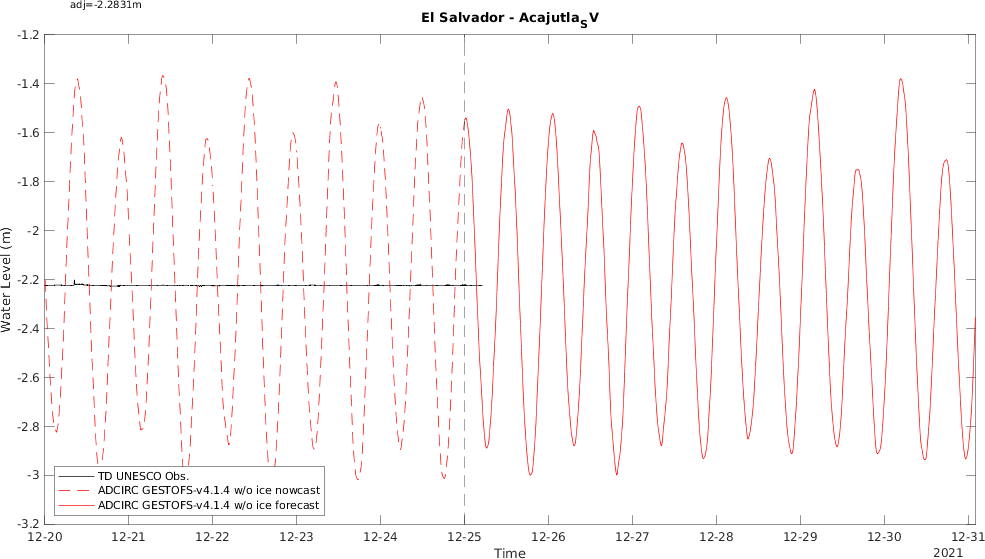 adj=-2.2831m
El Salvador - AcajutlaSV
Water Level (m)
-1.2
-1.4
-1.6
-1.8
-2
-2.2
-2.4
-2.6
-2.8
-3
-3.2
TD UNESCO Obs.
ADCIRC GESTOFS-v4.1.4 w/o ice nowcast
ADCIRC GESTOFS-v4.1.4 w/o ice forecast
12-20 12-21 12-22 12-23 12-24 12-25 12-26 12-27 12-28 12-29 12-30 12-31
Time
2021